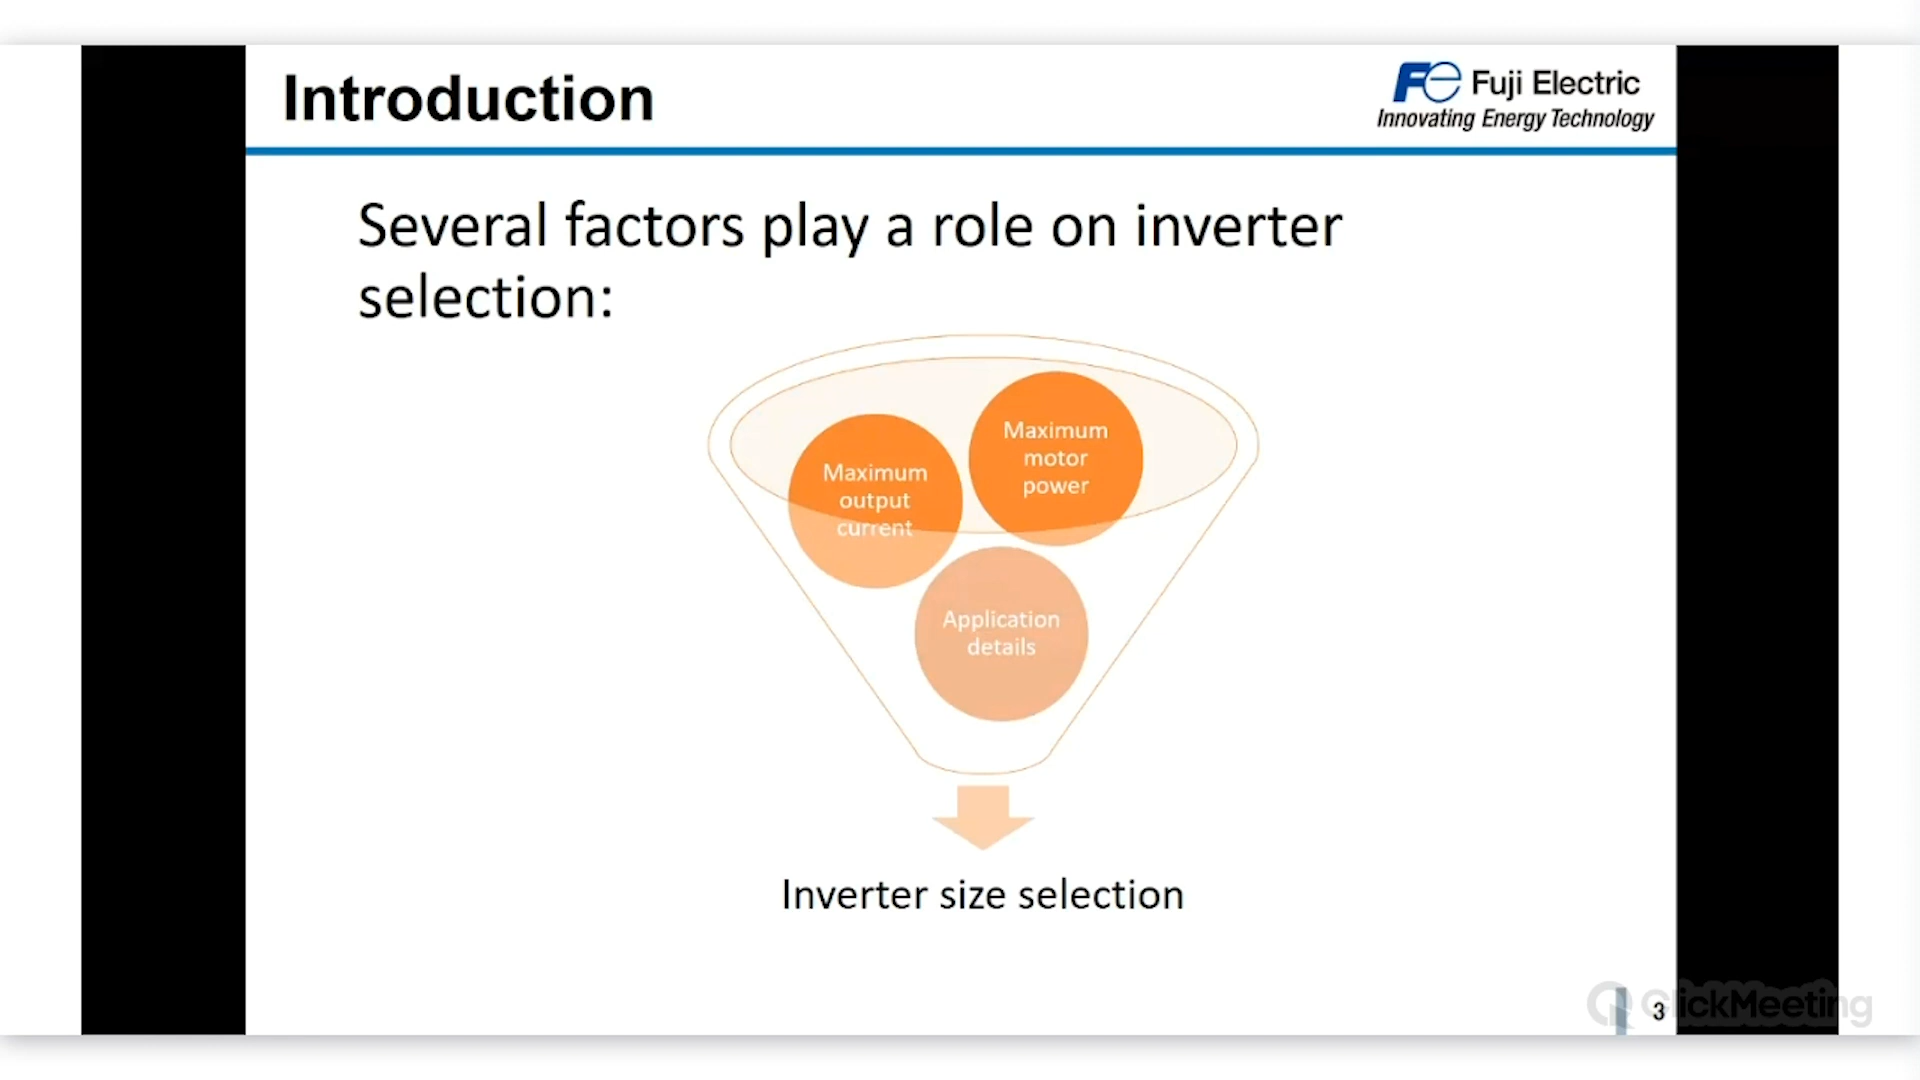 Introduction
Fuji Electric
Innovating Energy Technology
Several factors play a role on inverter
selection:
Maximum
motor
power
Maximum
output
current
Application
details
Inverter size selection
3
ClickMeeting